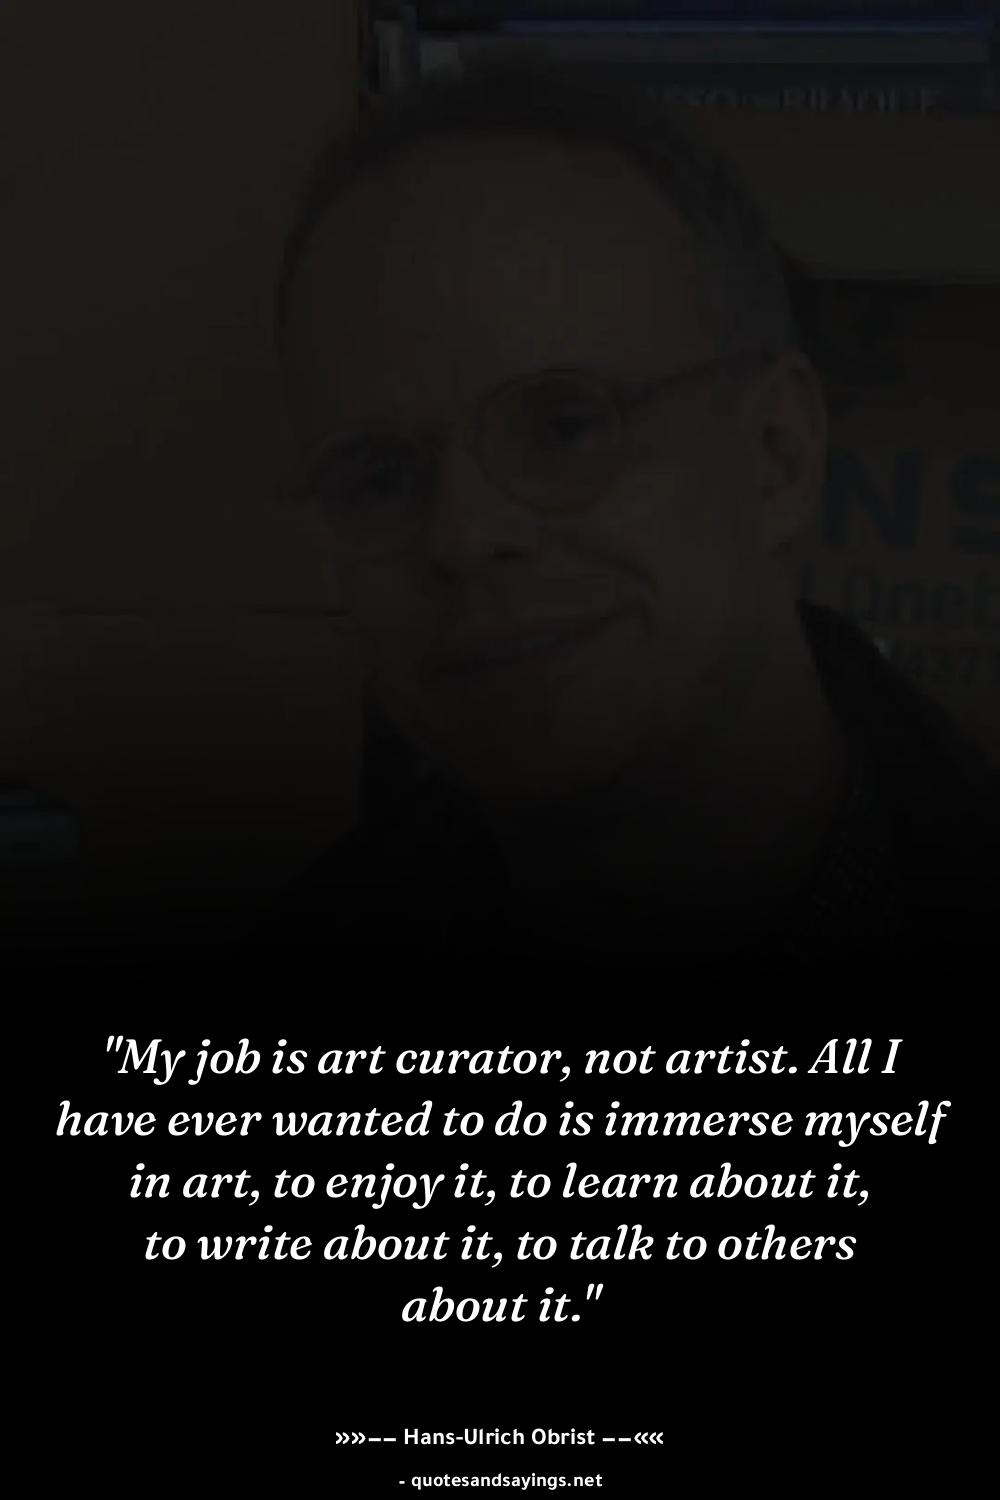 "My job is art curator, not artist. All I
have ever wanted to do is immerse myself
in art, to enjoy it, to learn about it,
to write about it, to talk to others
about it."
»»–– Hans-Ulrich Obrist ––««
- quotesandsayings.net